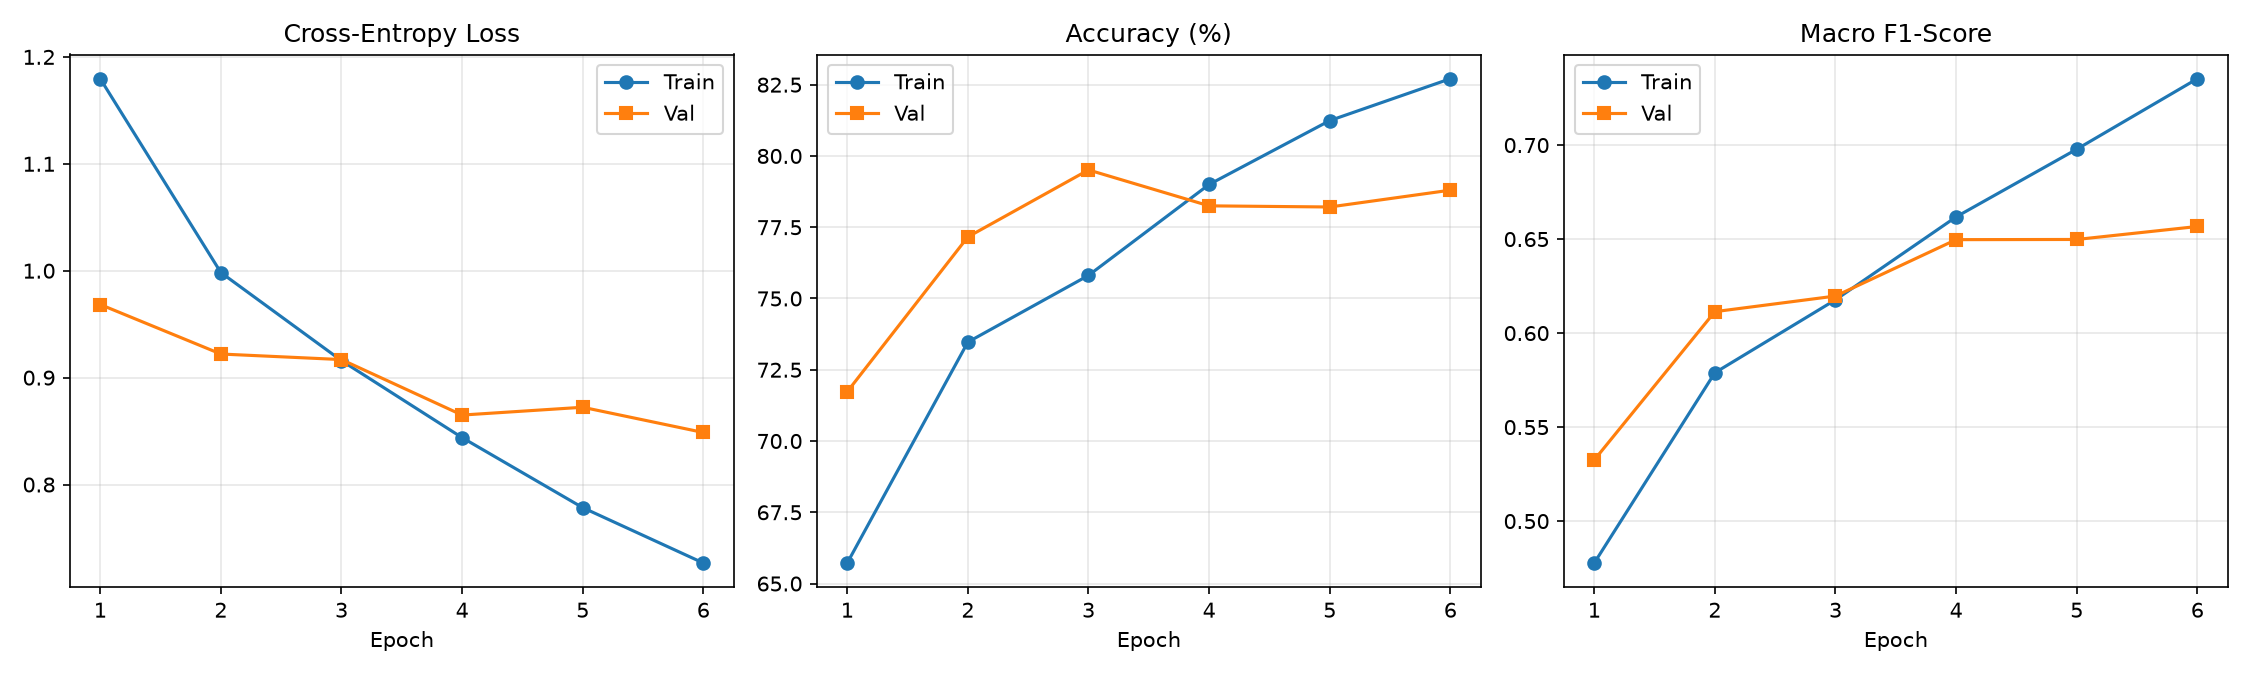 Cross-Entropy Loss
1.2
1.1
1.0
0.9
0.8
Train
Val
1 2 3 4 5 6
Epoch
Accuracy (%)
82.5
80.0
77.5
75.0
72.5
70.0
67.5
65.0
Train
Val
1 2 3 4 5 6
Epoch
Macro F1-Score
0.70
0.65
0.60
0.55
0.50
Train
Val
1 2 3 4 5 6
Epoch